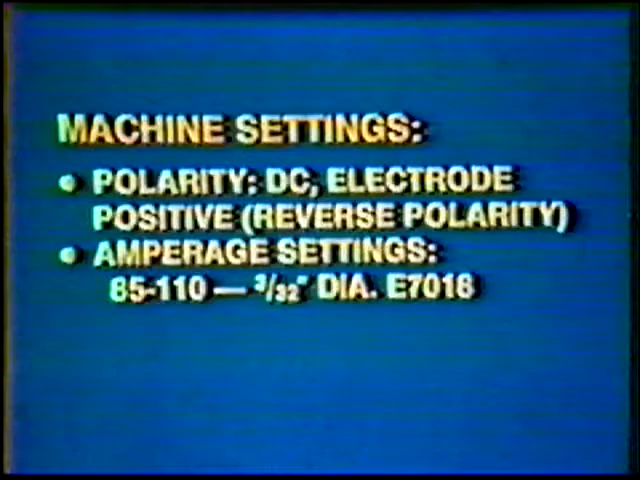 MACHINE SETTINGS:
• POLARITY: DC, ELECTRODE
POSITIVE (REVERSE POLARITY)
• AMPERAGE SETTINGS:
85-110 — 3/32" DIA. E7018